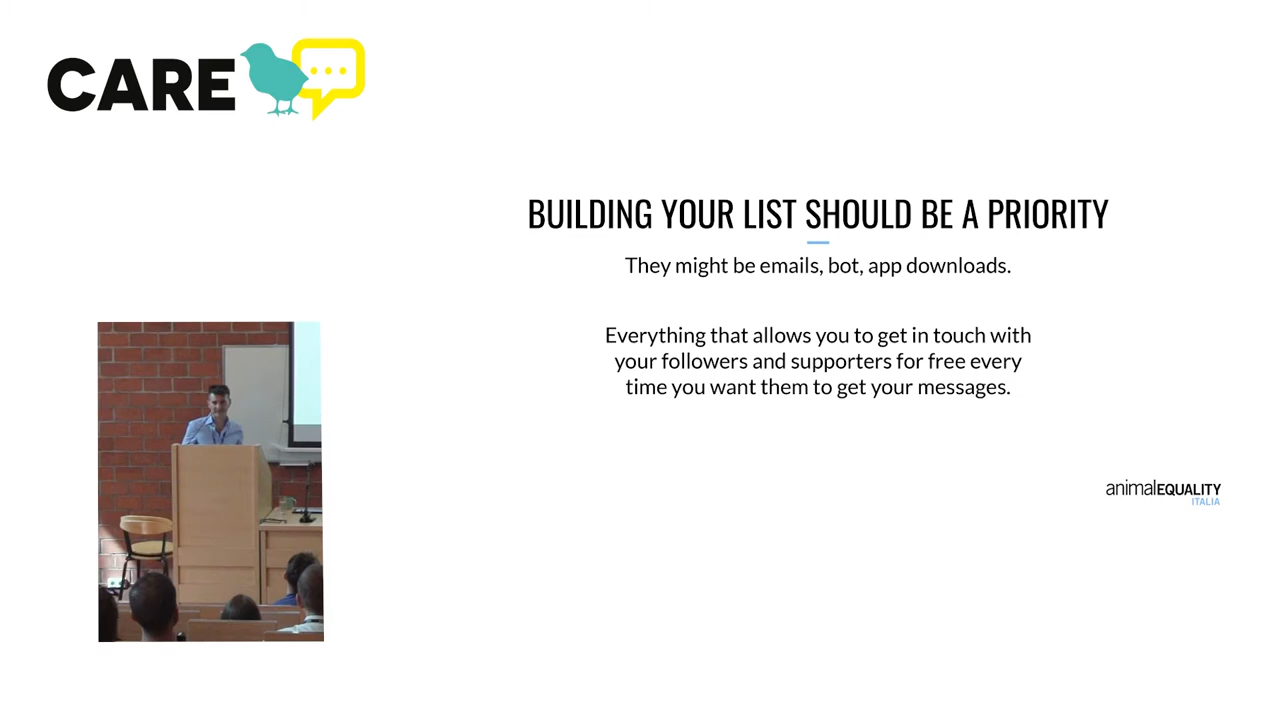 CARE
BUILDING YOUR LIST SHOULD BE A PRIORITY
They might be emails, bot, app downloads.
Everything that allows you to get in touch with
your followers and supporters for free every
time you want them to get your messages.
animalEQUALITY
ITALIA